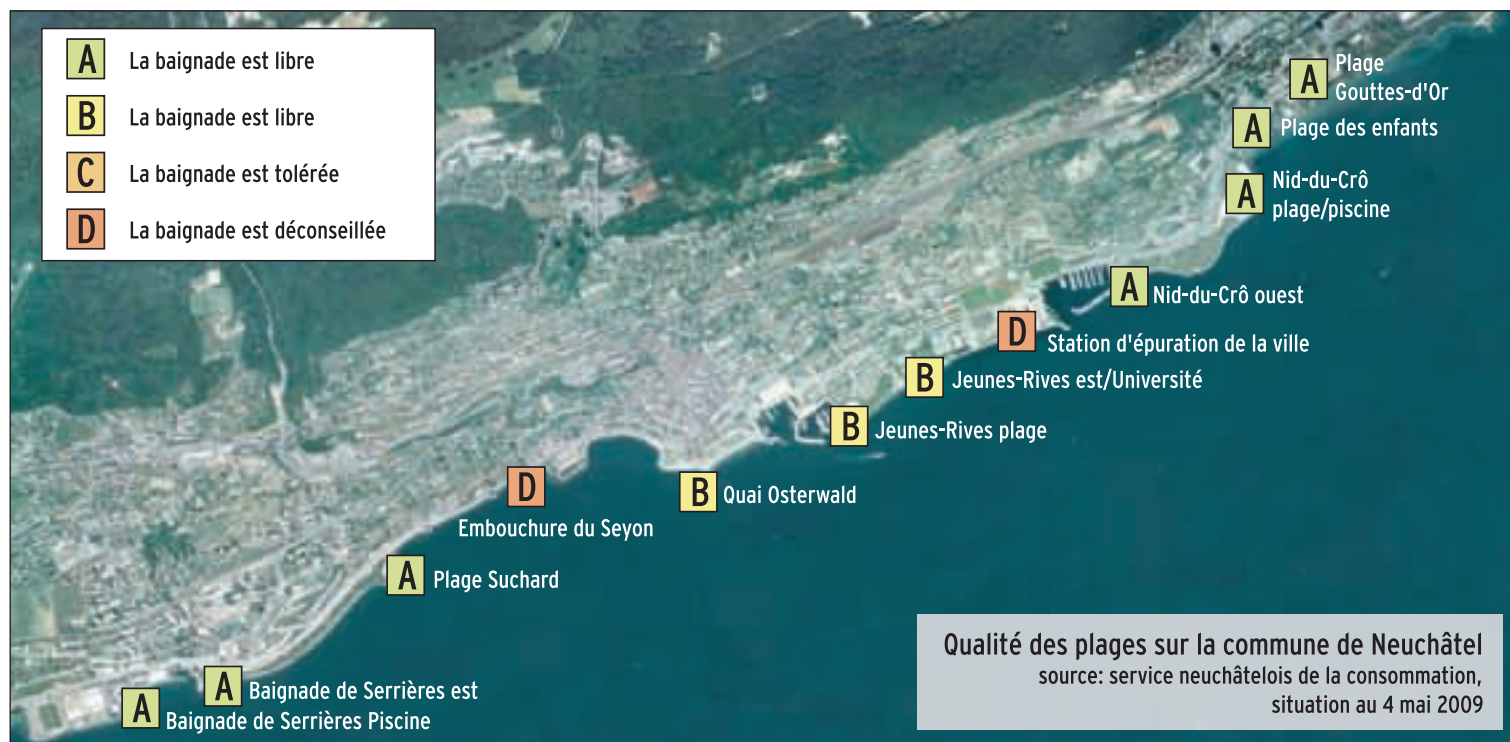 A La baignade est libre
B La baignade est libre
C La baignade est tolérée
D La baignade est déconseillée
A Plage
Gouttes-d'Or
A Plage des enfants
A Nid-du-Crô
plage/piscine
A Nid-du-Crô ouest
D Station d'épuration de la ville
B Jeunes-Rives est/Université
B Jeunes-Rives plage
B Quai Osterwald
D
Embouchure du Seyon
A Plage Suchard
A Baignade de Serrières est
A Baignade de Serrières Piscine
Qualité des plages sur la commune de Neuchâtel
source: service neuchâtelois de la consommation,
situation au 4 mai 2009